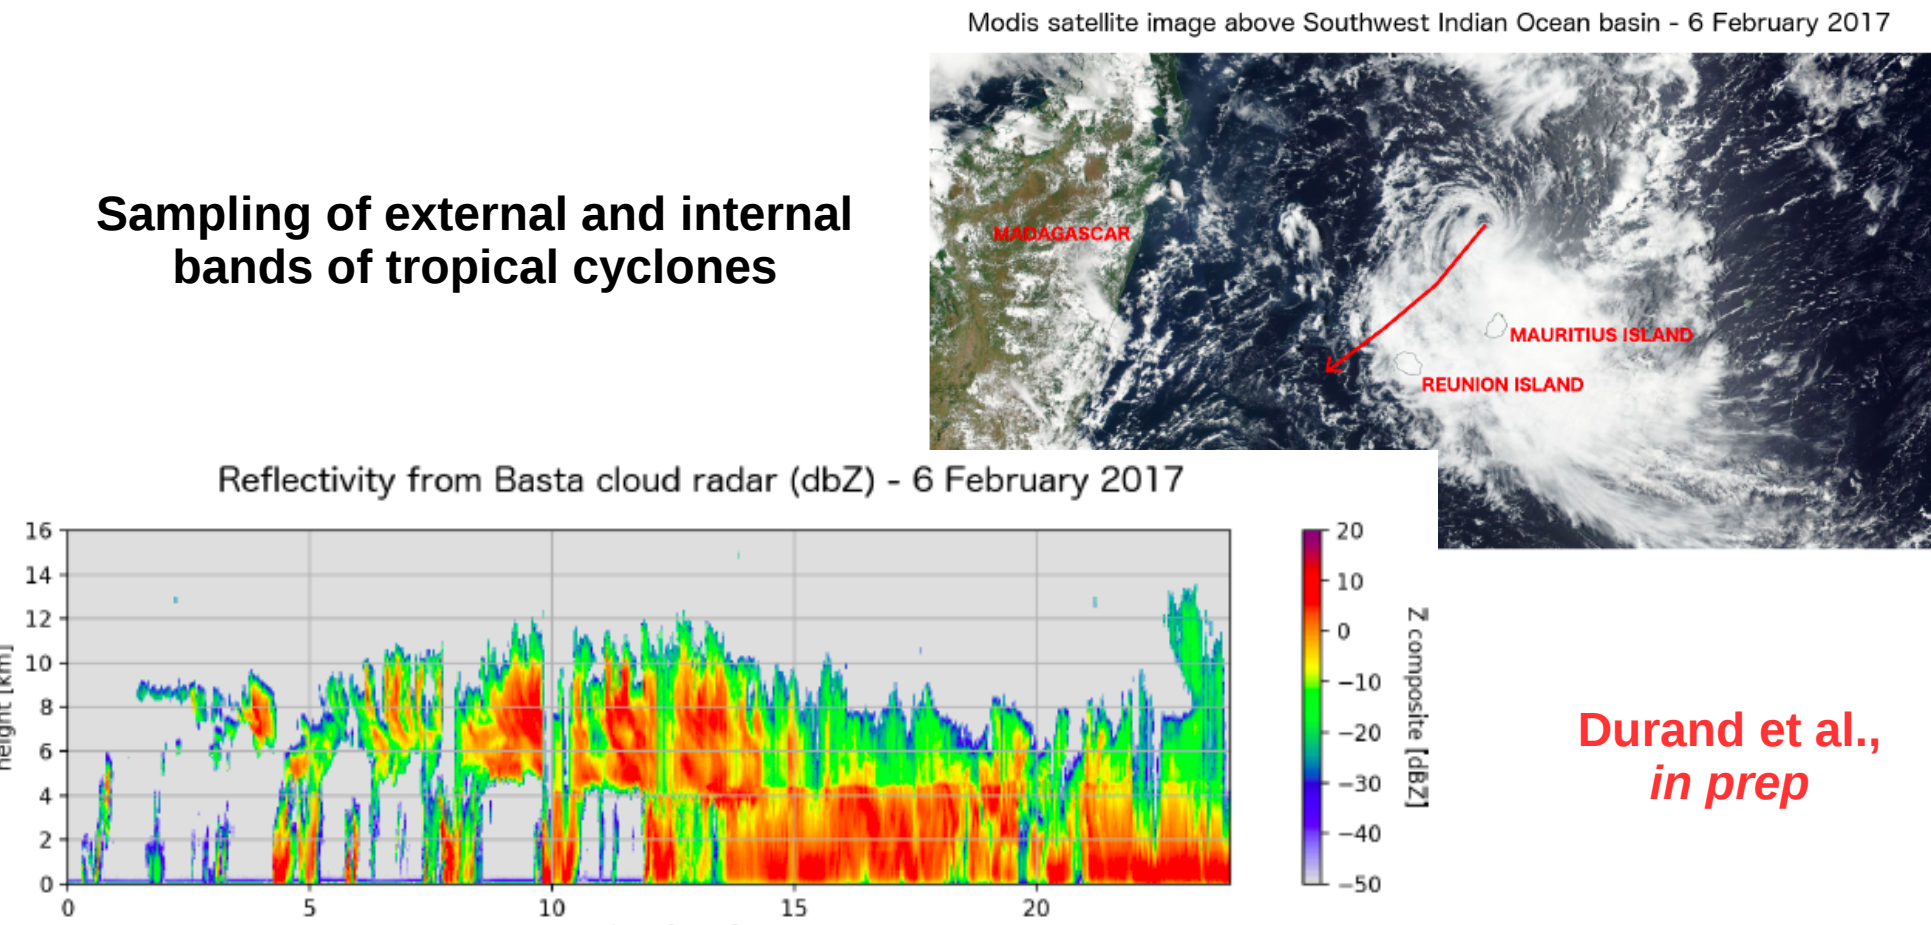 Modis satellite image above Southwest Indian Ocean basin - 6 February 2017
Sampling of external and internal
bands of tropical cyclones
MADAGASCAR
MAURITIUS ISLAND
REUNION ISLAND
Reflectivity from Basta cloud radar (dbZ) - 6 February 2017
16
14
12
10
8
6
4
2
0
height [km]
0
5
10
15
20
20
10
0
−10
−20
−30
−40
−50
Z composite [dBZ]
Durand et al.,
in prep